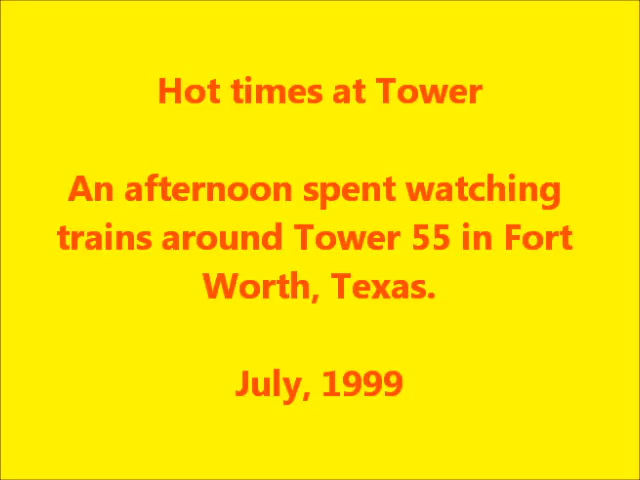 Hot times at Tower
An afternoon spent watching
trains around Tower 55 in Fort
Worth, Texas.
July, 1999